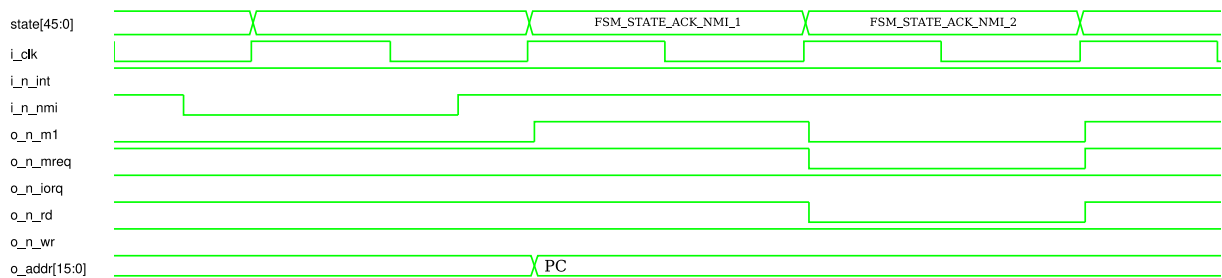 state[45:0] FSM_STATE_ACK_NMI_1 FSM_STATE_ACK_NMI_2
i_clk
i_n_int
i_n_nmi
o_n_m1
o_n_mreq
o_n_iorq
o_n_rd
o_n_wr
o_addr[15:0] PC